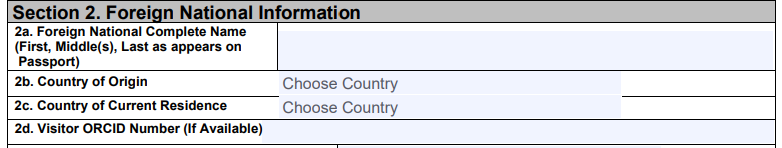 Section 2. Foreign National Information
2a. Foreign National Complete Name
(First, Middle(s), Last as appears on
Passport)
2b. Country of Origin Choose Country
2c. Country of Current Residence Choose Country
2d. Visitor ORCID Number (If Available)